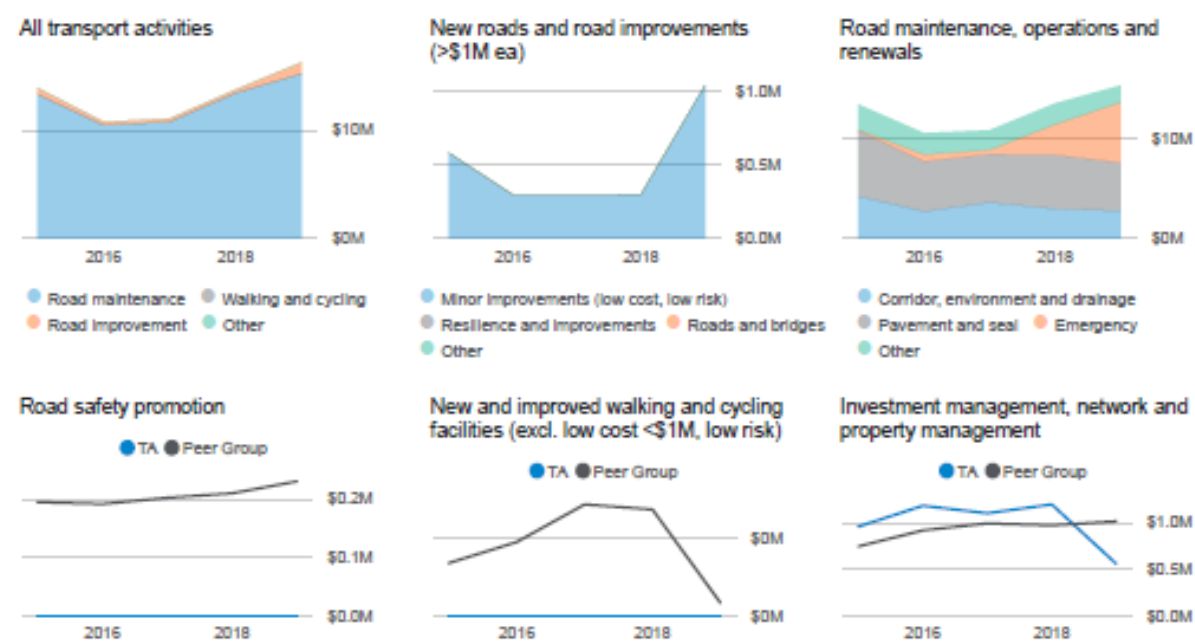 All transport activities
$10M
$0M
2016 2018
Road maintenance Walking and cycling
Road improvement Other
New roads and road improvements
(>$1M ea)
$1.0M
$0.5M
$0.0M
2016 2018
Minor improvements (low cost, low risk)
Resilience and improvements Roads and bridges
Other
Road maintenance, operations and
renewals
$10M
$0M
2016 2018
Corridor, environment and drainage
Pavement and seal Emergency
Other
Road safety promotion
TA Peer Group
$0.2M
$0.1M
$0.0M
2016 2018
New and improved walking and cycling
facilities (excl. low cost <$1M, low risk)
TA Peer Group
$0M
$0M
2016 2018
Investment management, network and
property management
TA Peer Group
$1.0M
$0.5M
$0.0M
2016 2018